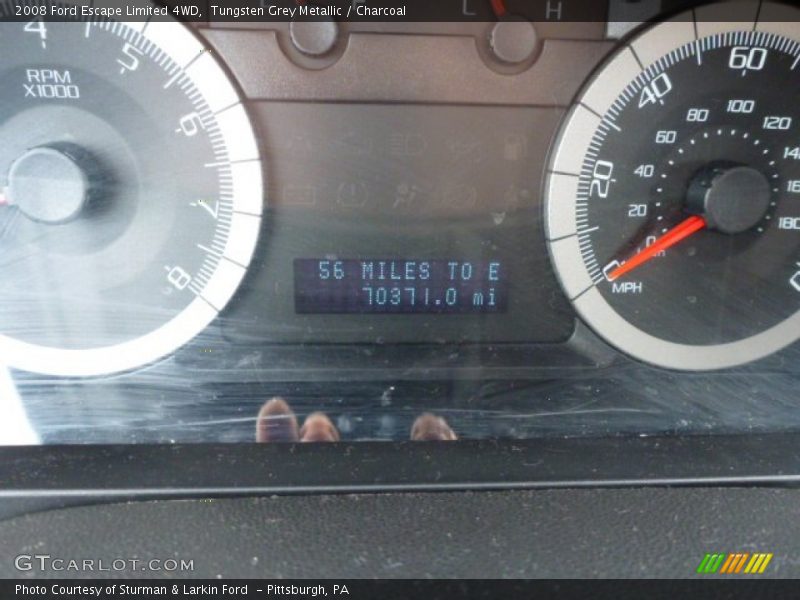 2008 Ford Escape Limited 4WD, Tungsten Grey Metallic / Charcoal
L H
4 5 6 7 8
RPM
X1000
56 MILES TO E
70371.0 mi
0 20 40 60
0 20 40 60 80 100 120
180
MPH
GTCARLOT.COM
Photo Courtesy of Sturman & Larkin Ford - Pittsburgh, PA